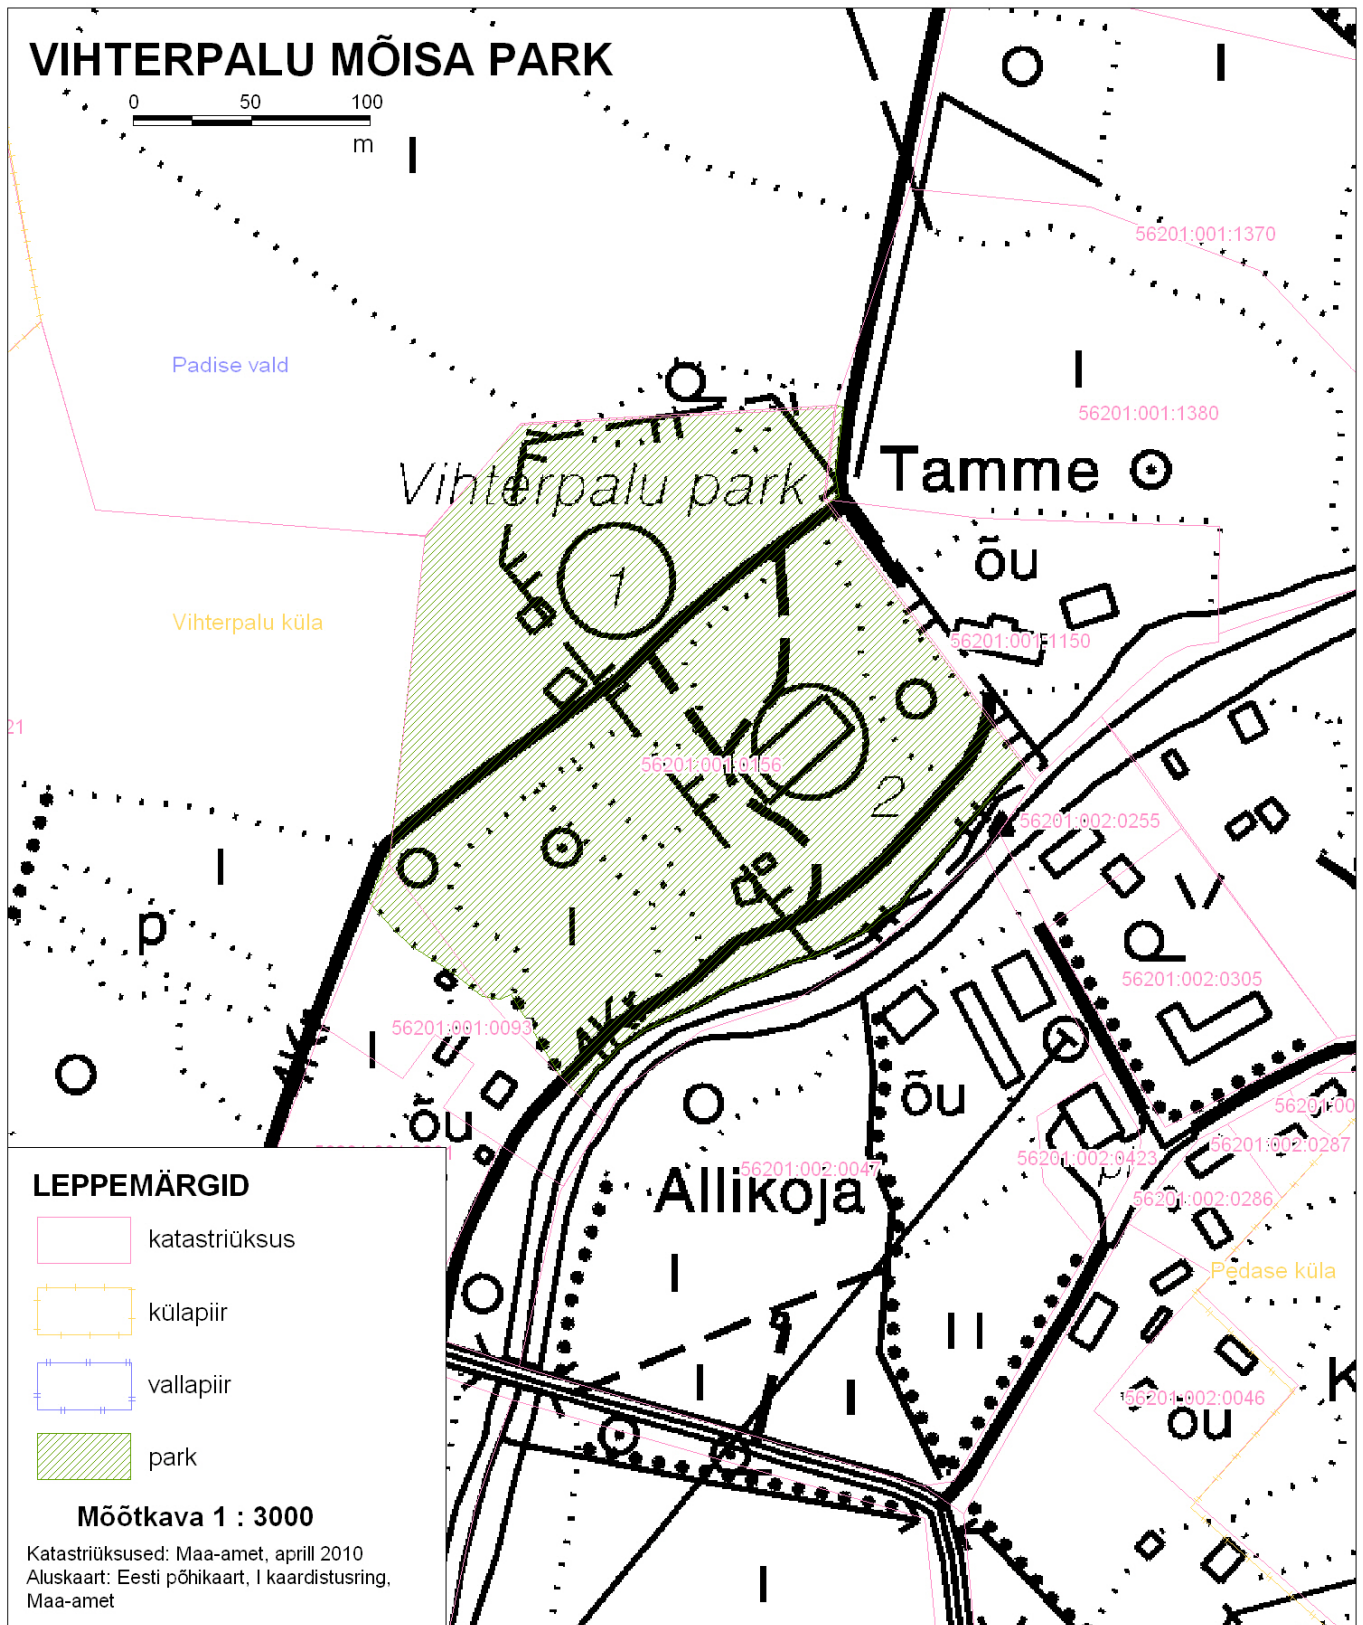 VIHTERPALU MÕISA PARK
0 50 100
m
56201:001:1370
Padise vald
56201:001:1380
Tamme
Vihterpalu park
õu
1
Vihterpalu küla
56201:001:1150
21
56201:001:0156
2
56201:002:0255
p
56201:002:0305
56201:001:0093
õu
õu
56201:00
56201:002:0287
56201:002:0423
56201:002:0047
Allikoja
56201:002:0286
Pedase küla
K
56201:002:0046
õu
LEPPEMÄRGID
katastriüksus
külapiir
vallapiir
park
Mõõtkava 1 : 3000
Katastriüksused: Maa-amet, aprill 2010
Aluskaart: Eesti põhikaart, I kaardistusring,
Maa-amet